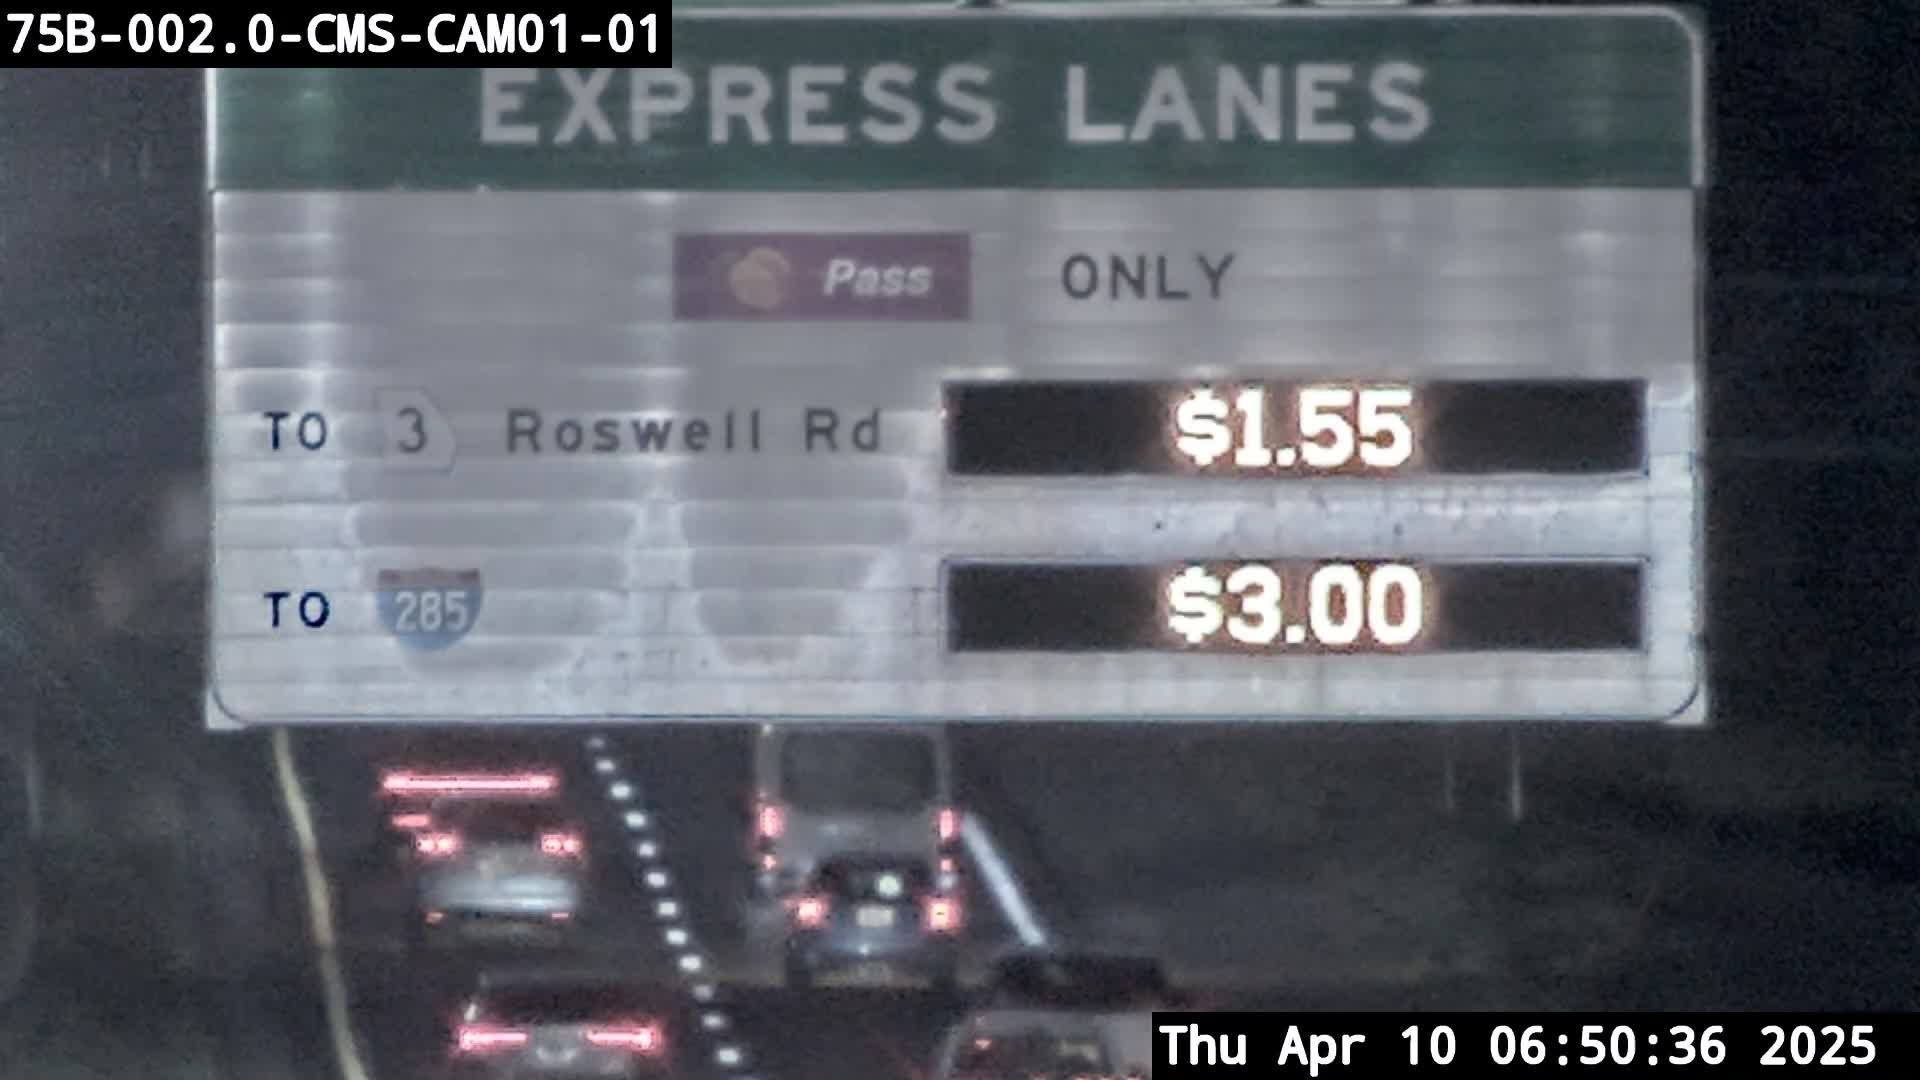 75B-002.0-CMS-CAM01-01
EXPRESS LANES
Pass ONLY
TO 3 Roswell Rd $1.55
TO 285 $3.00
Thu Apr 10 06:50:36 2025